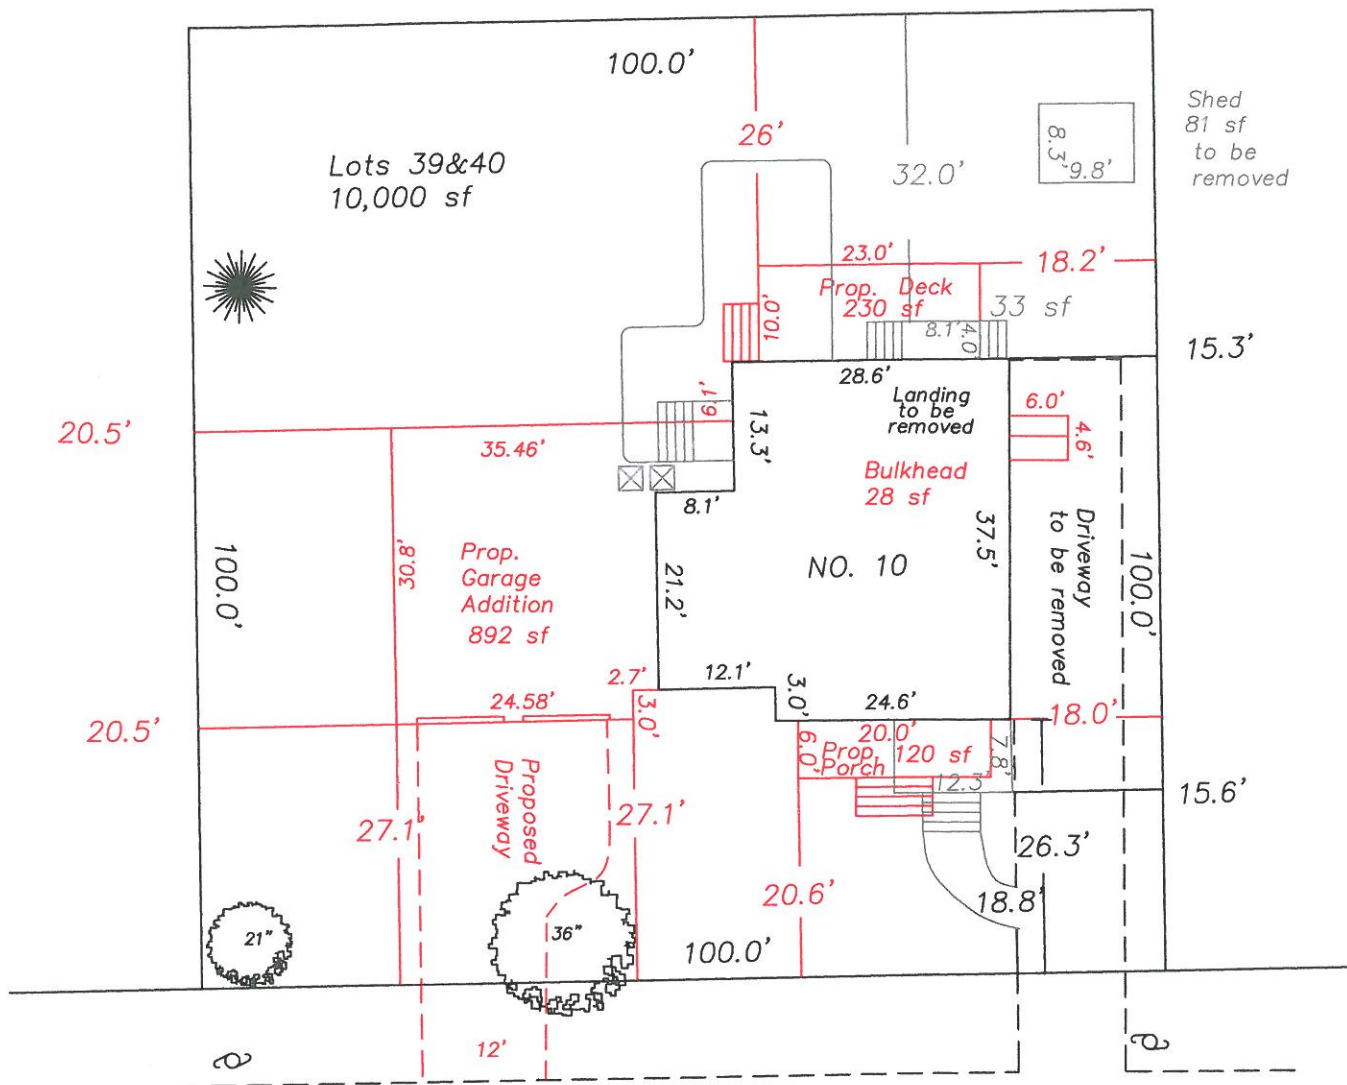 100.0'
26'
32.0'
Shed
81 sf
to be
removed
8.3'
9.8'
Lots 39&40
10,000 sf
23.0'
18.2'
Prop. Deck
230 sf
33 sf
10.0'
8.1'
4.0
15.3'
28.6'
Landing
to be
removed
6.0'
4.6'
20.5'
35.46'
9.1'
13.3'
Bulkhead
28 sf
8.1'
37.5'
Driveway
to be removed
100.0'
100.0'
30.8'
Prop.
Garage
Addition
892 sf
21.2'
NO. 10
2.7'
12.1'
3.0'
24.6'
18.0'
20.5'
24.58'
3.0'
20.0'
6.0'
Prop. 120 sf
Porch
7.8'
12.3'
15.6'
27.1'
Proposed
Driveway
27.1'
26.3'
20.6'
18.8'
21"
36"
100.0'
12'